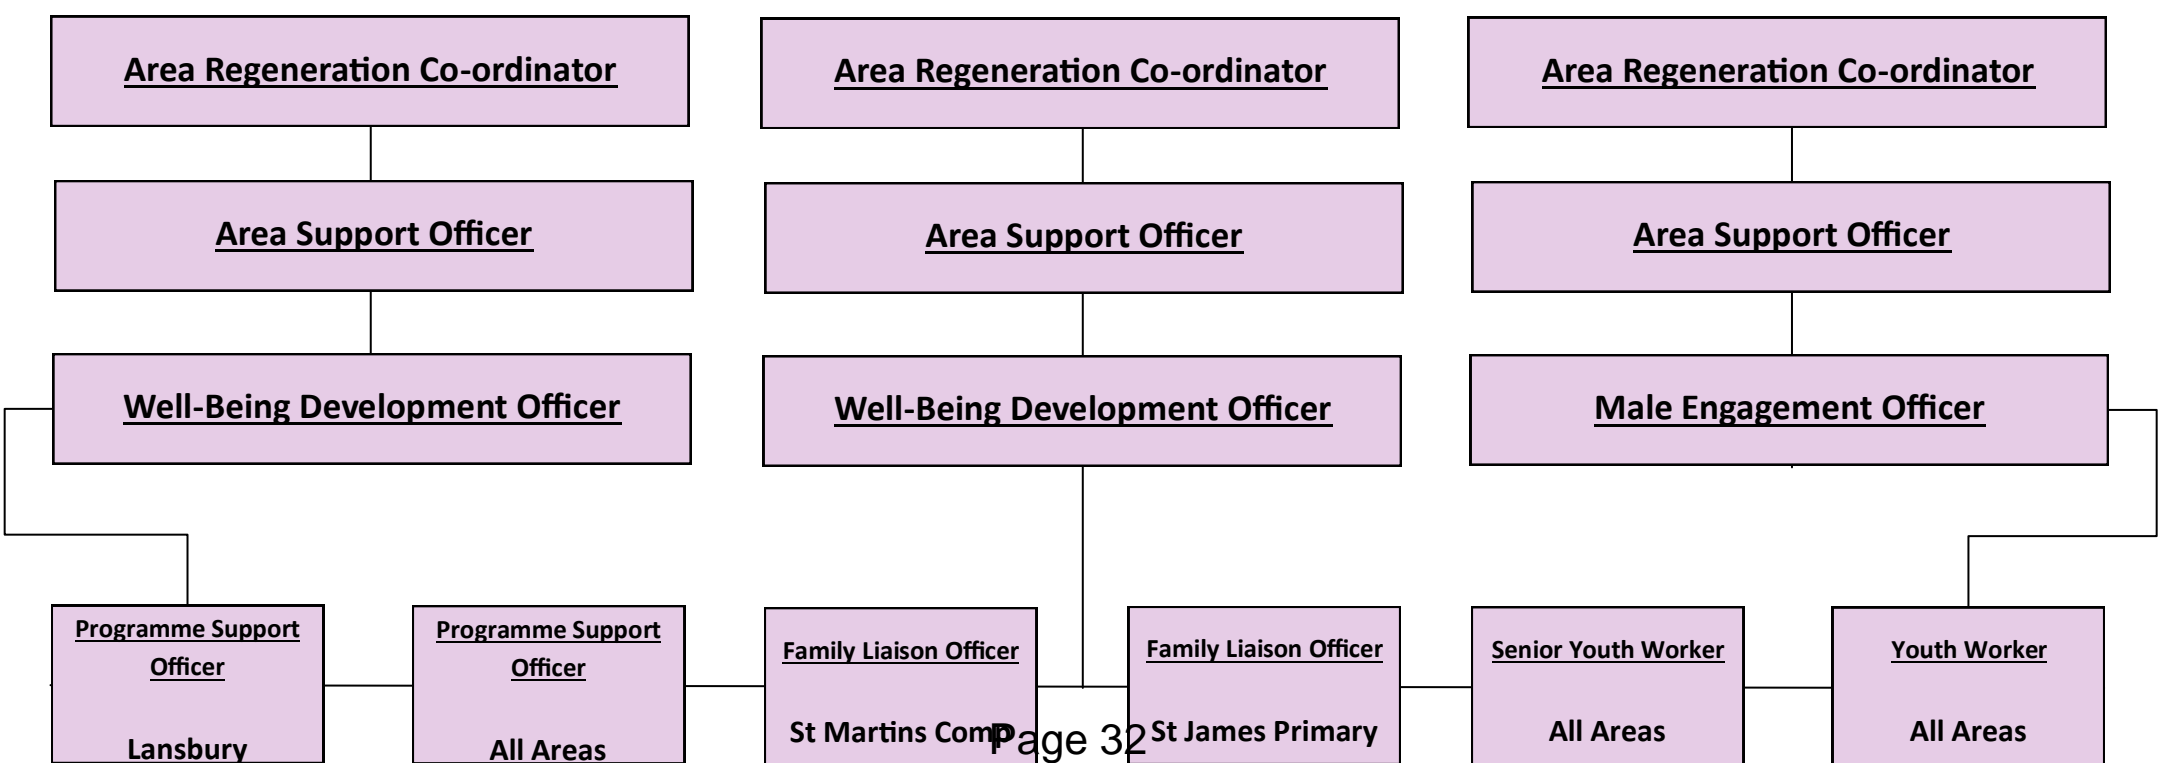 Area Regeneration Co-ordinator
Area Regeneration Co-ordinator
Area Regeneration Co-ordinator
Area Support Officer
Area Support Officer
Area Support Officer
Well-Being Development Officer
Well-Being Development Officer
Male Engagement Officer
Programme Support
Officer
Lansbury
Programme Support
Officer
All Areas
Family Liaison Officer
St Martins Comp
Family Liaison Officer
St James Primary
Senior Youth Worker
All Areas
Youth Worker
All Areas
Page 32